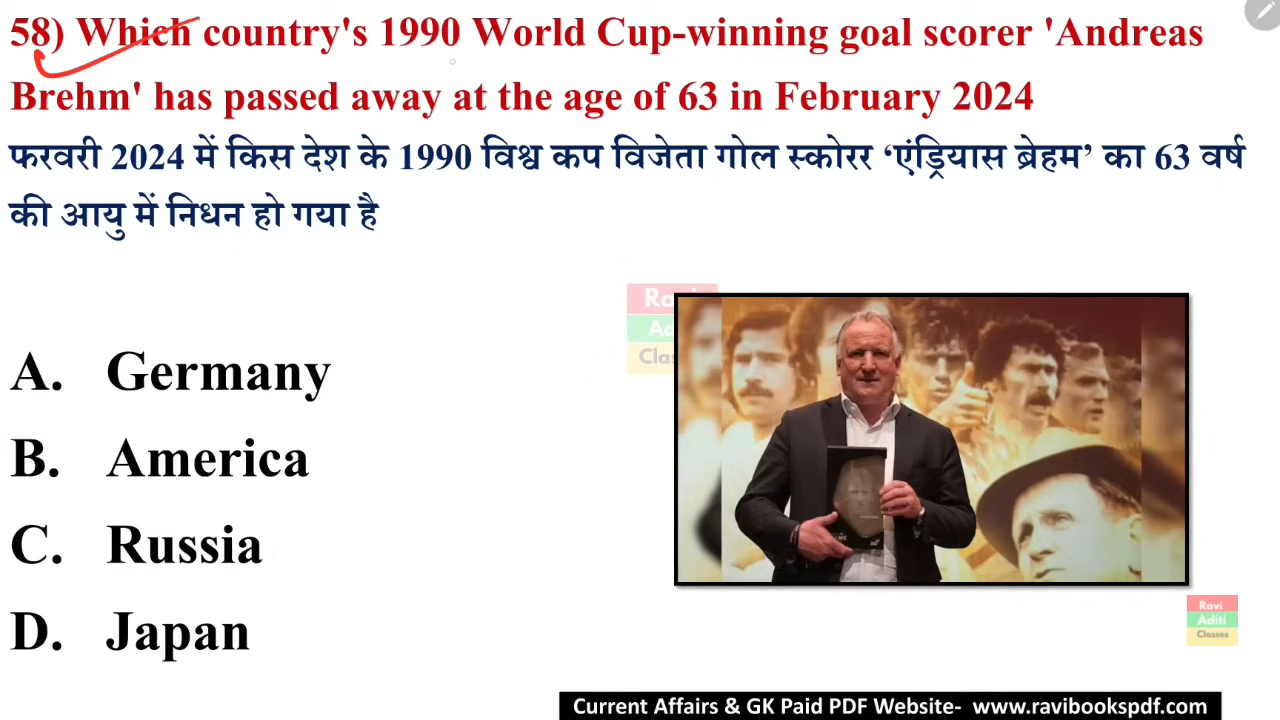 58) Which country's 1990 World Cup-winning goal scorer 'Andreas
Brehm' has passed away at the age of 63 in February 2024
फरवरी 2024 में किस देश के 1990 विश्व कप विजेता गोल स्कोरर ‘एंड्रियास ब्रेहम’ का 63 वर्ष
की आयु में निधन हो गया है
A. Germany
B. America
C. Russia
D. Japan
Ravi
Aditi
Classes
Current Affairs & GK Paid PDF Website- www.ravibookspdf.com